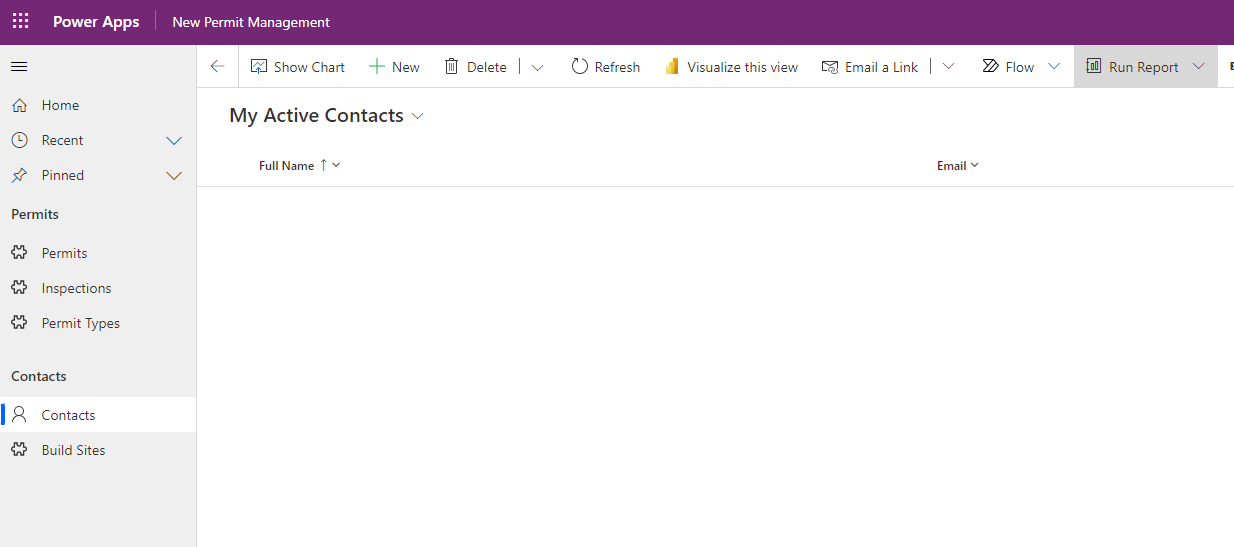 Power Apps New Permit Management
Show Chart New Delete Refresh Visualize this view Email a Link Flow Run Report
Home
Recent
Pinned
Permits
Permits
Inspections
Permit Types
Contacts
Contacts
Build Sites
My Active Contacts
Full Name Email